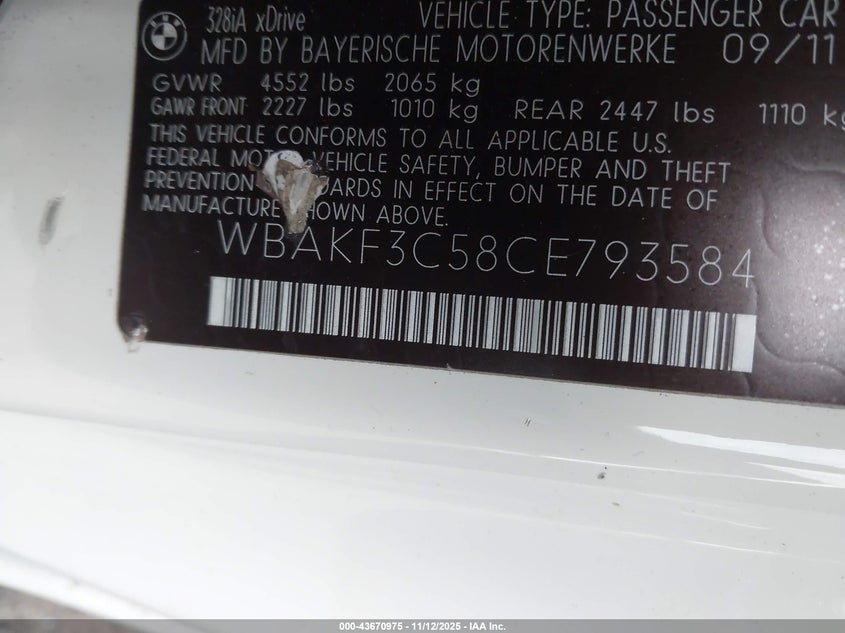 328iA xDrive VEHICLE TYPE: PASSENGER CAR
MFD BY BAYERISCHE MOTORENWERKE 09/11
GVWR 4552 lbs 2065 kg
GAWR FRONT 2227 lbs 1010 kg REAR 2447 lbs 1110 kg
THIS VEHICLE CONFORMS TO ALL APPLICABLE U.S.
FEDERAL MOT VEHICLE SAFETY, BUMPER AND THEFT
PREVENTION ARDS IN EFFECT ON THE DATE OF
MANUFACTURE SHOWN ABOVE.
WBAKF3C58CE793584
000-43670975 - 11/12/2025 - IAA Inc.